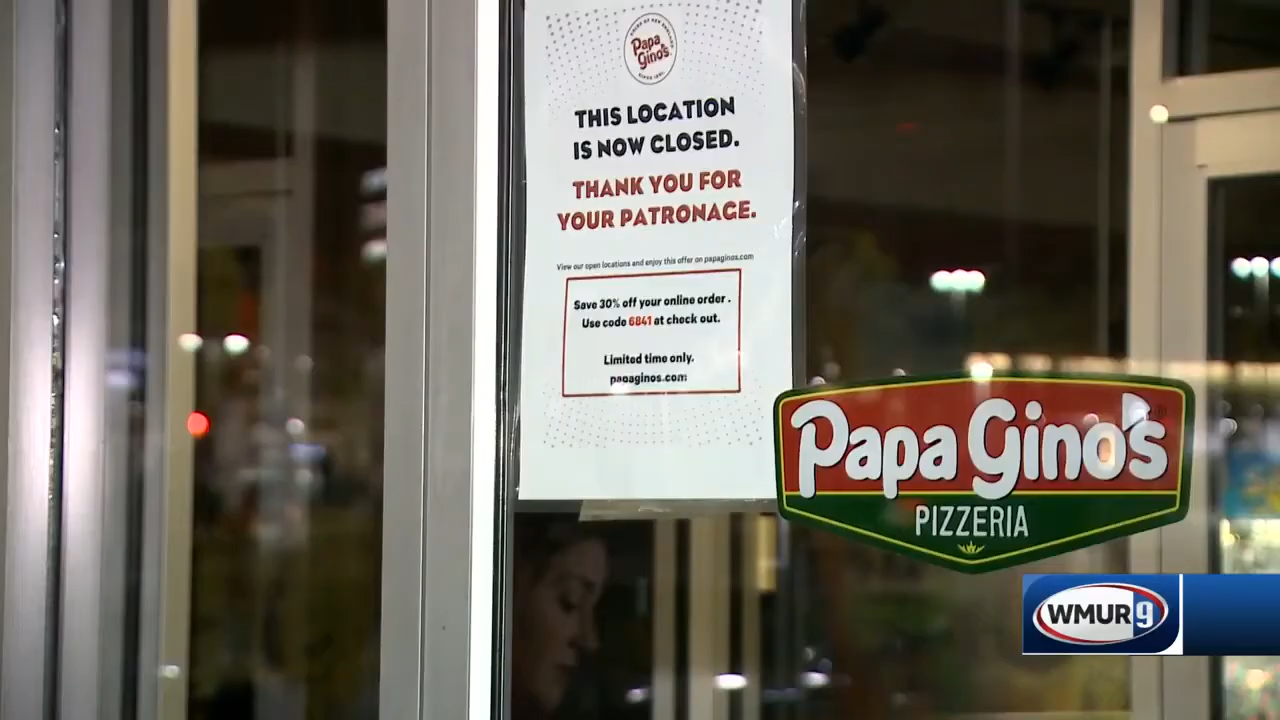 Papa
Gino's
THIS LOCATION
IS NOW CLOSED.
THANK YOU FOR
YOUR PATRONAGE.
View our open locations and enjoy this offer on papaginos.com
Save 30% off your online order.
Use code 6841 at check out.
Limited time only.
papaginos.com
Papa Gino's
PIZZERIA
WMUR 9